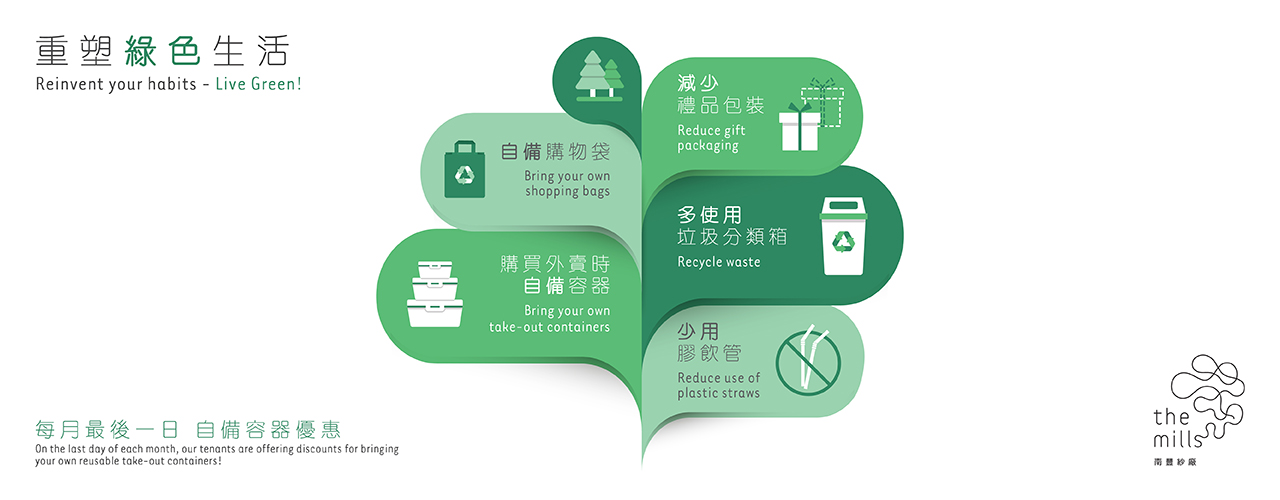 重塑綠色生活
Reinvent your habits - Live Green!
減少
禮品包裝
Reduce gift
packaging
自備購物袋
Bring your own
shopping bags
多使用
垃圾分類箱
Recycle waste
購買外賣時
自備容器
Bring your own
take-out containers
少用
膠飲管
Reduce use of
plastic straws
每月最後一日 自備容器優惠
On the last day of each month, our tenants are offering discounts for bringing
your own reusable take-out containers!
the
mills
南豐紗廠